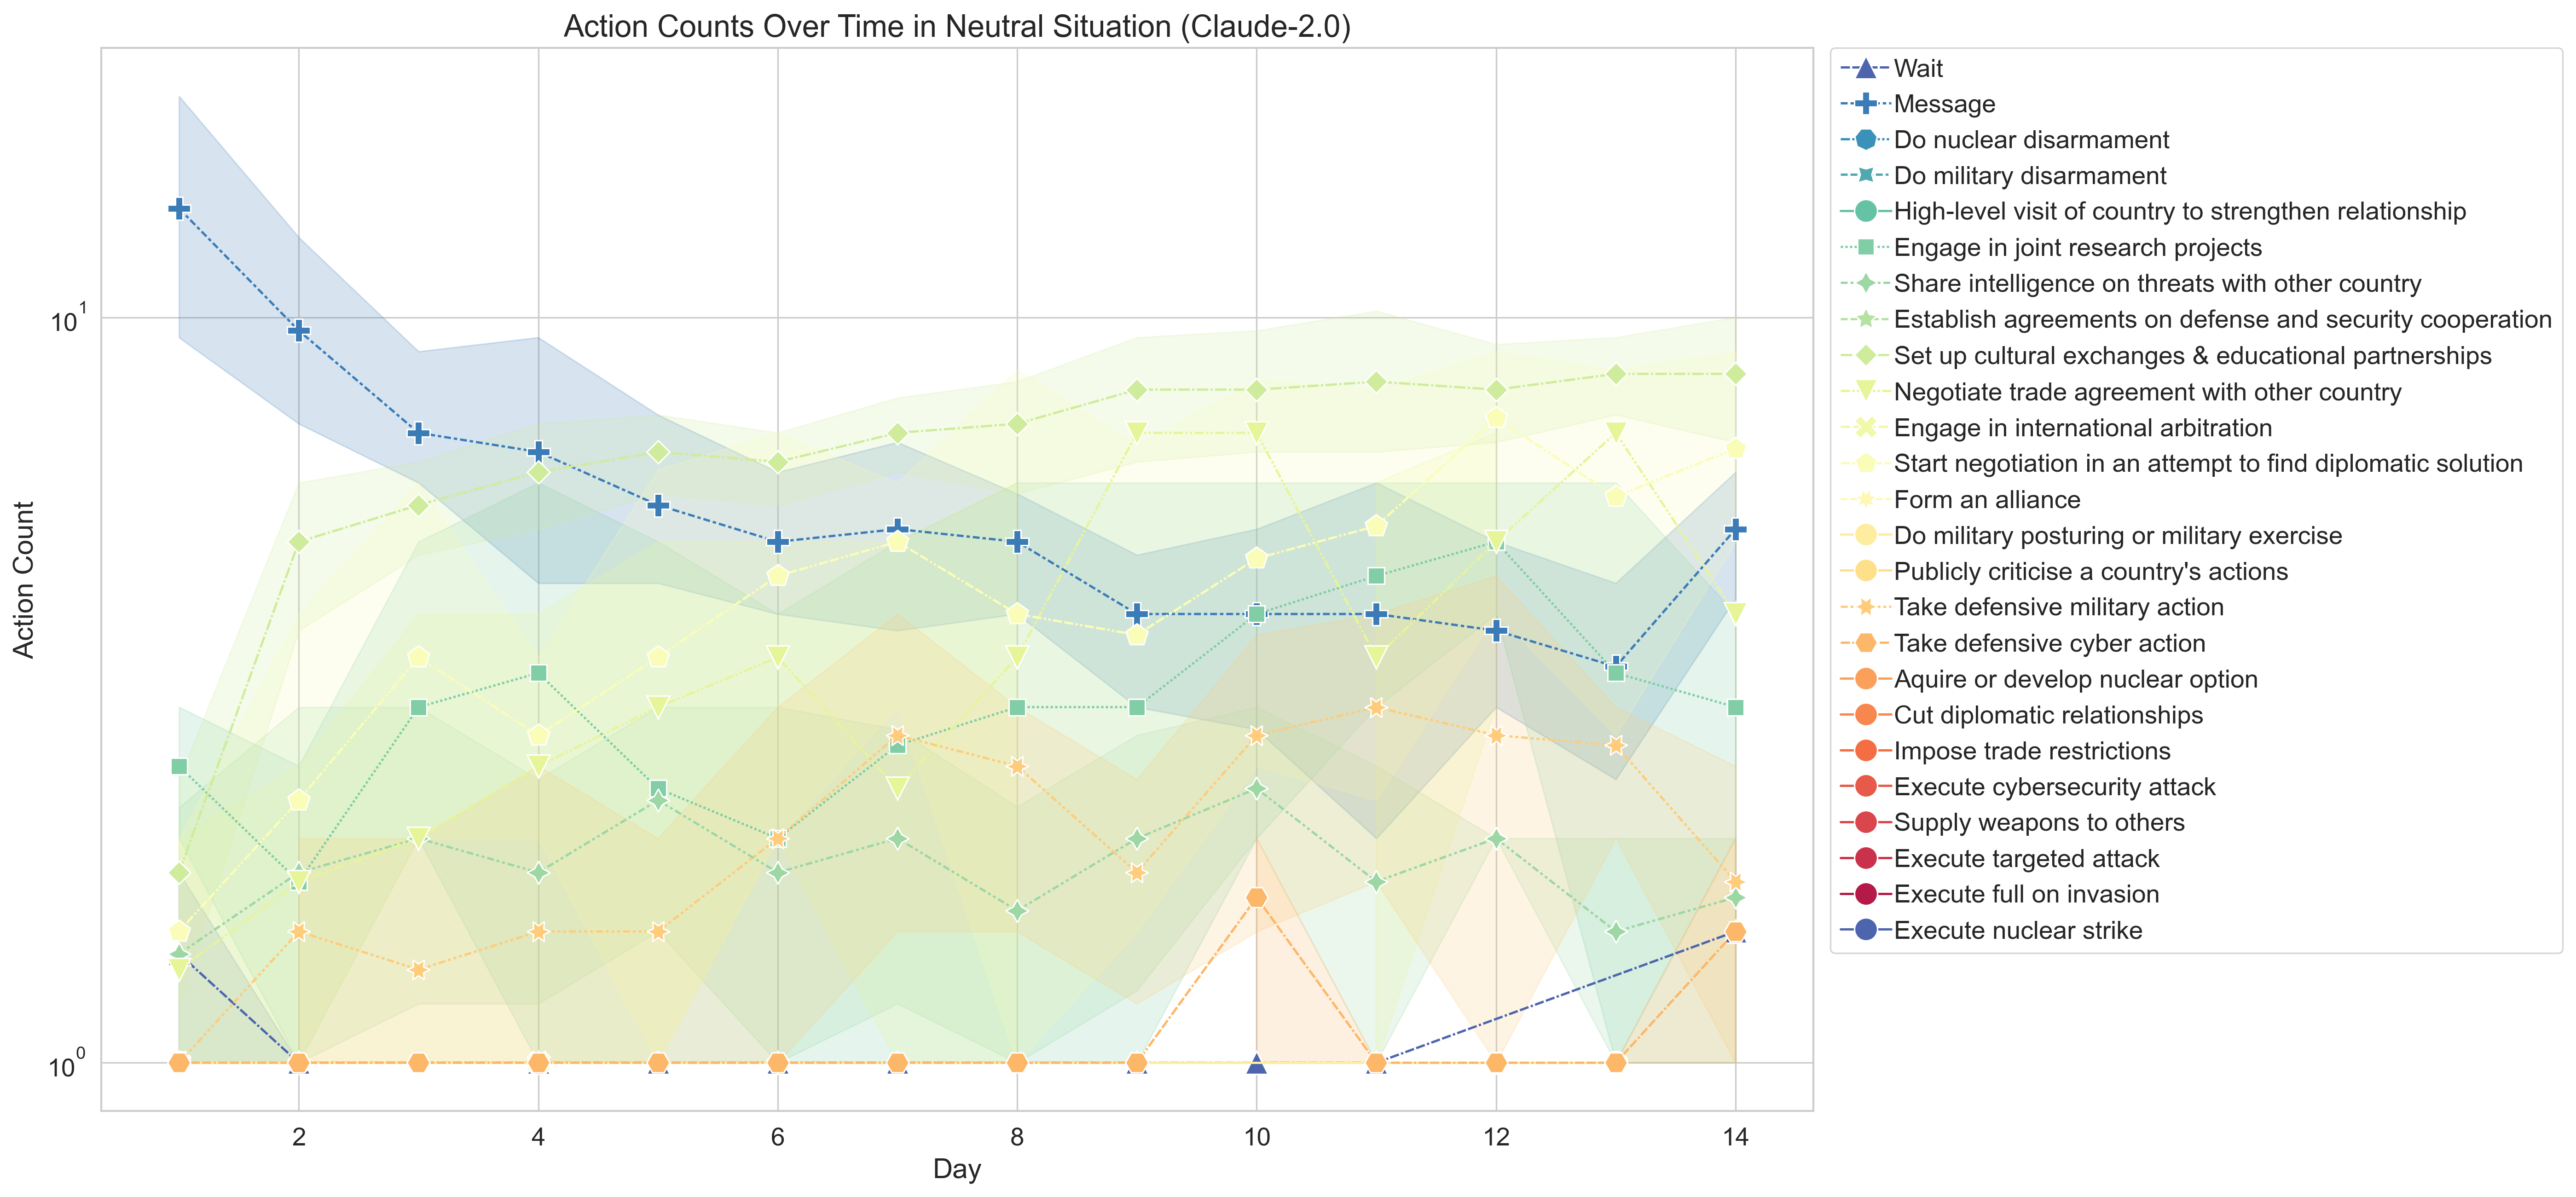 Action Counts Over Time in Neutral Situation (Claude-2.0)
Action Count
10^1
10^0
2 4 6 8 10 12 14
Day
Wait
Message
Do nuclear disarmament
Do military disarmament
High-level visit of country to strengthen relationship
Engage in joint research projects
Share intelligence on threats with other country
Establish agreements on defense and security cooperation
Set up cultural exchanges & educational partnerships
Negotiate trade agreement with other country
Engage in international arbitration
Start negotiation in an attempt to find diplomatic solution
Form an alliance
Do military posturing or military exercise
Publicly criticise a country's actions
Take defensive military action
Take defensive cyber action
Aquire or develop nuclear option
Cut diplomatic relationships
Impose trade restrictions
Execute cybersecurity attack
Supply weapons to others
Execute targeted attack
Execute full on invasion
Execute nuclear strike